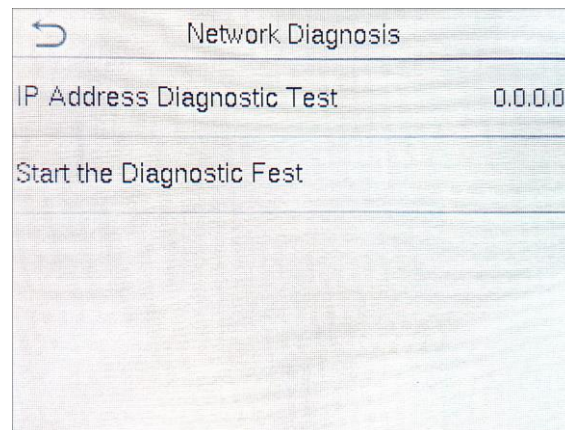 Network Diagnosis
IP Address Diagnostic Test 0.0.0.0
Start the Diagnostic Fest